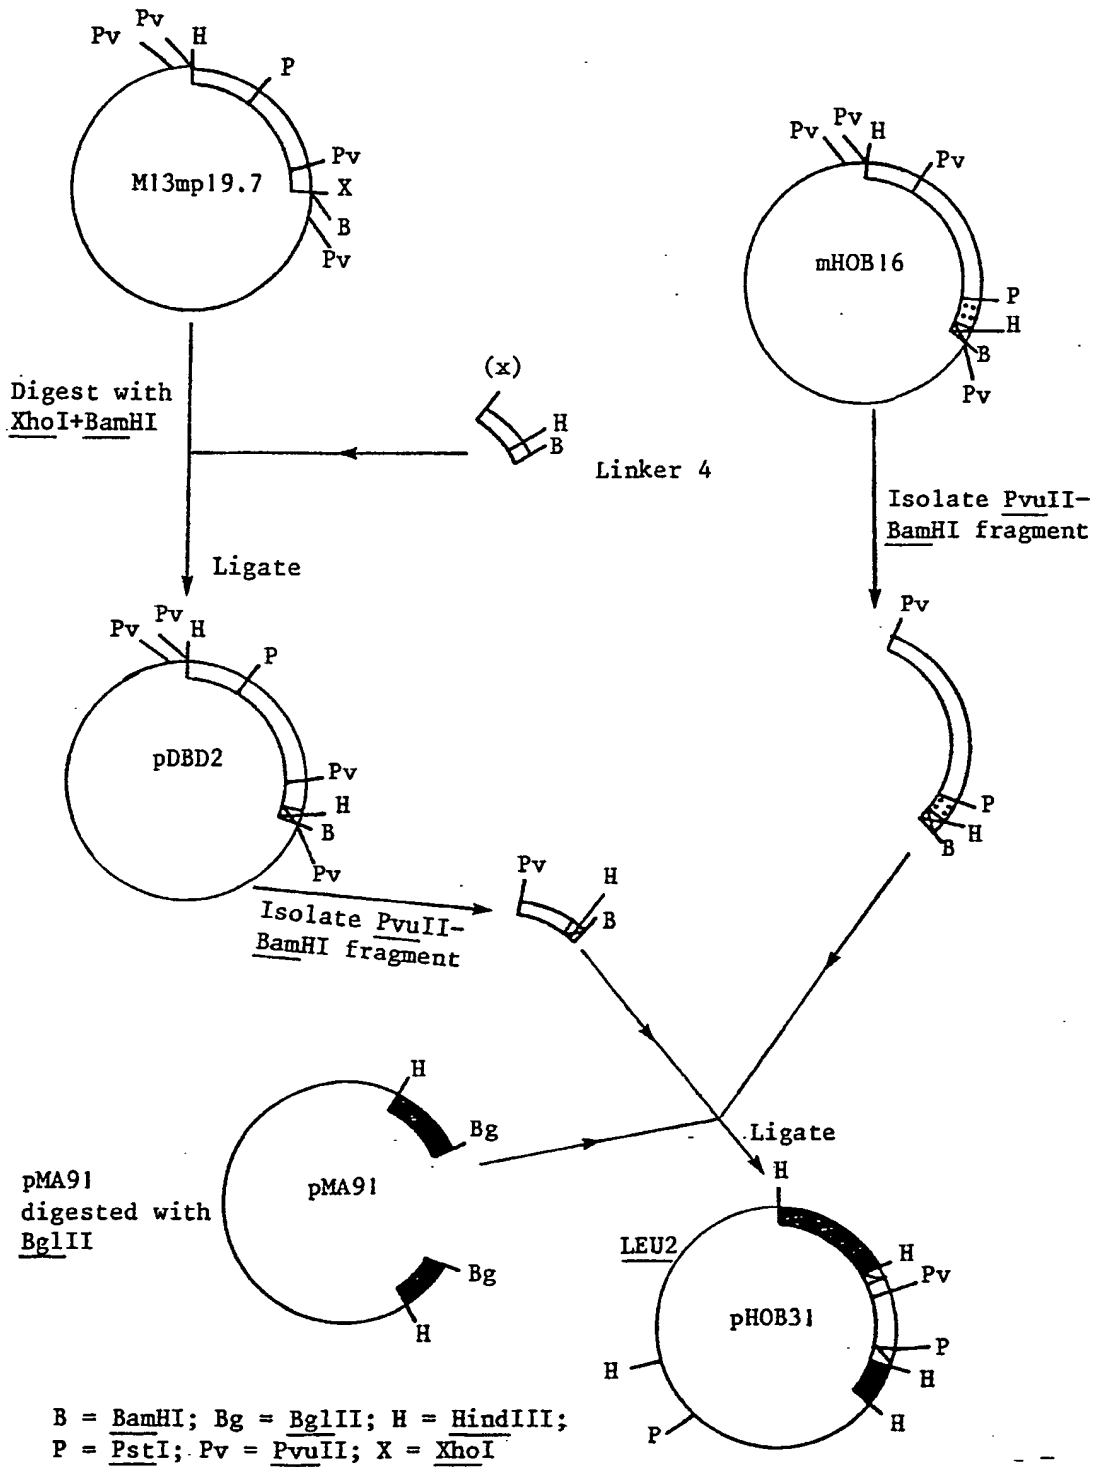 Pv
Pv
H
P
M13mp19.7
Pv
X
B
Pv
Pv
Pv
H
Pv
mHOB16
P
H
B
Pv
Digest with
XhoI+BamHI
(x)
H
B
Linker 4
Isolate PvuII-
BamHI fragment
Ligate
Pv
Pv
H
P
pDBD2
Pv
H
B
Pv
Pv
P
H
B
Isolate PvuII-
BamHI fragment
Pv
H
B
H
Bg
pMA91
Bg
H
pMA91
digested with
BglII
Ligate
H
LEU2
H
Pv
pHOB31
P
H
H
H
P
B = BamHI; Bg = BglII; H = HindIII;
P = PstI; Pv = PvuII; X = XhoI